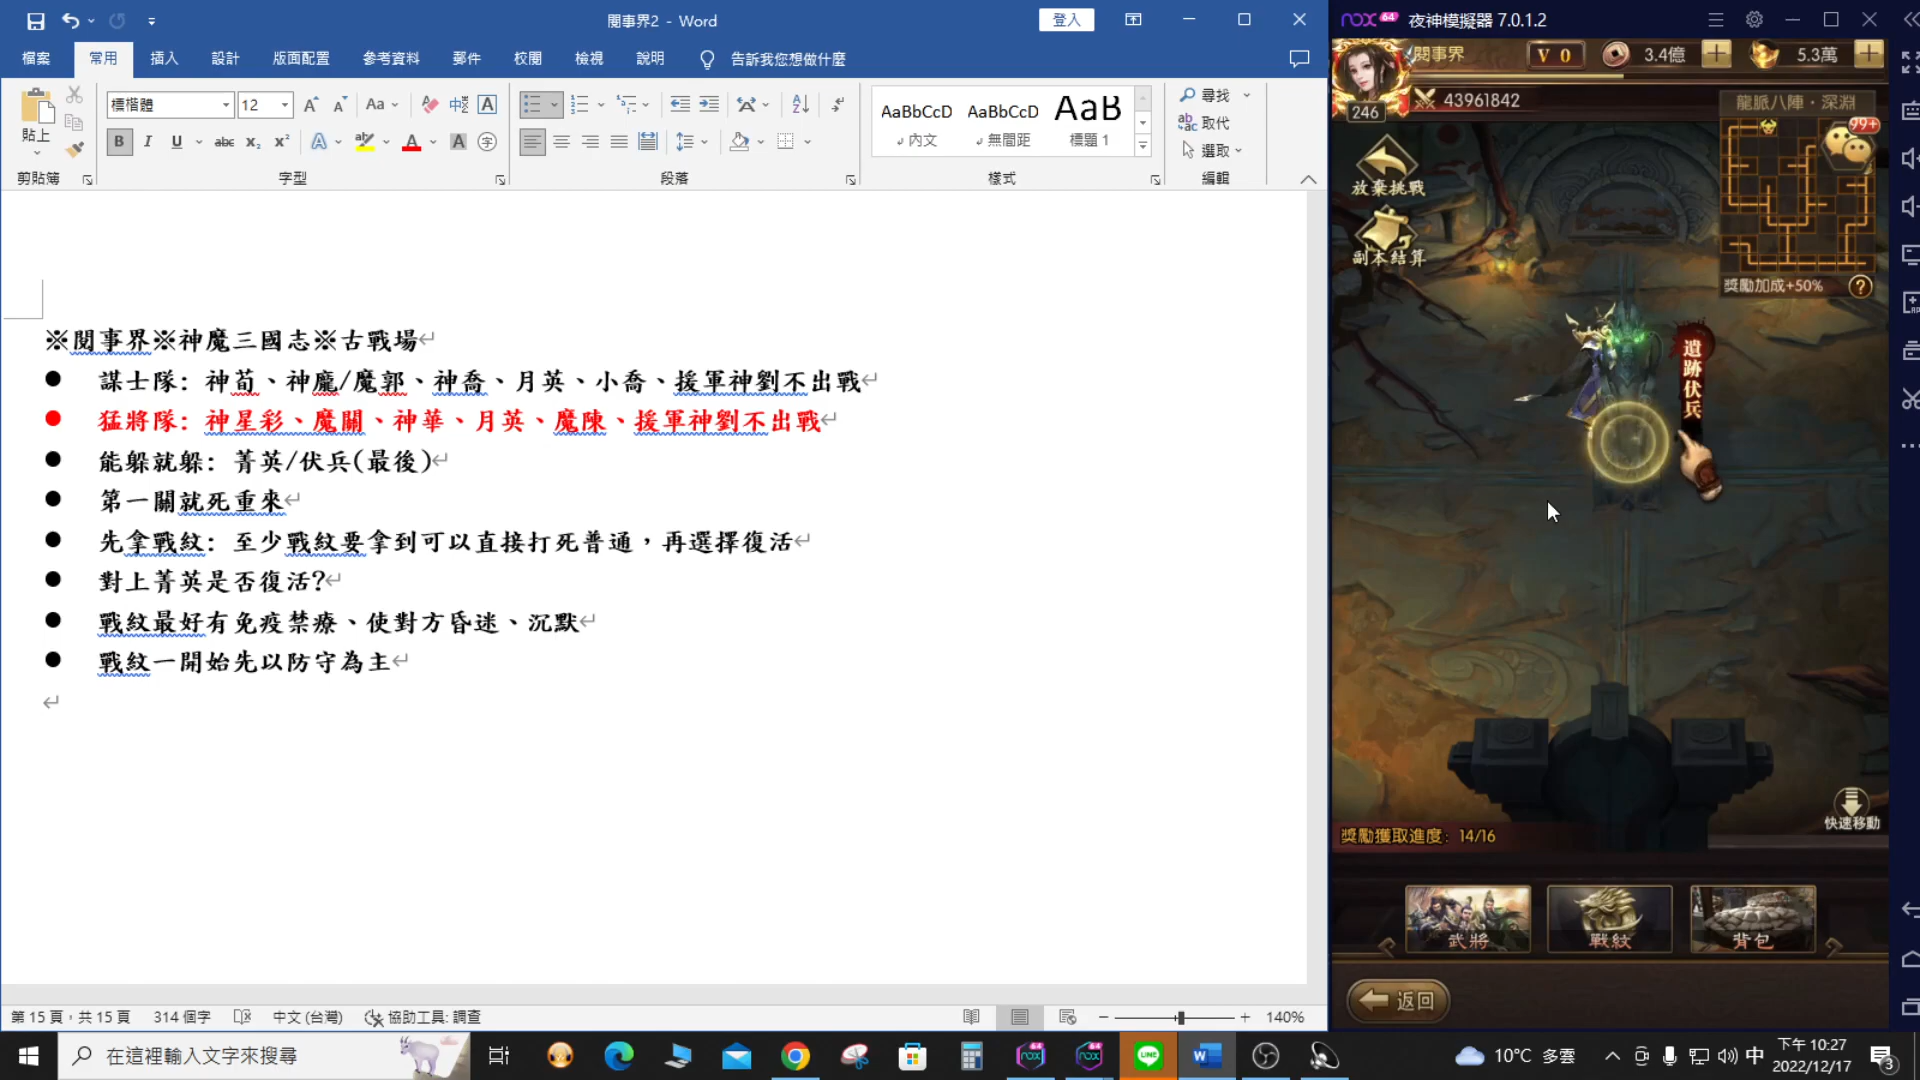 閱事界2 - Word
登入
檔案 常用 插入 設計 版面配置 參考資料 郵件 校閱 檢視 說明 告訴我您想做什麼
貼上
標楷體 12
剪貼簿 字型 段落 樣式 編輯
AaBbCcD AaBbCcD AaB
內文 無間距 標題 1
尋找
取代
選取
※閱事界※神魔三國志※古戰場
謀士隊: 神荀、神龐/魔郭、神喬、月英、小喬、援軍神劉不出戰
猛將隊: 神星彩、魔關、神華、月英、魔陳、援軍神劉不出戰
能躲就躲: 菁英/伏兵(最後)
第一關就死重來
先拿戰紋: 至少戰紋要拿到可以直接打死普通，再選擇復活
對上菁英是否復活?
戰紋最好有免疫禁療、使對方昏迷、沉默
戰紋一開始先以防守為主
第 15 頁，共 15 頁 314 個字 中文 (台灣) 協助工具: 調查 140%
nox 64 夜神模擬器 7.0.1.2
閱事界 V 0 3.4億 5.3萬
246 43961842
龍脈八陣·深淵
99+
放棄挑戰
副本結算
獎勵加成+50% ?
遺跡伏兵
快速移動
獎勵獲取進度: 14/16
武將 戰紋 背包
返回
在這裡輸入文字來搜尋
10°C 多雲 中 下午 10:27
2022/12/17
3